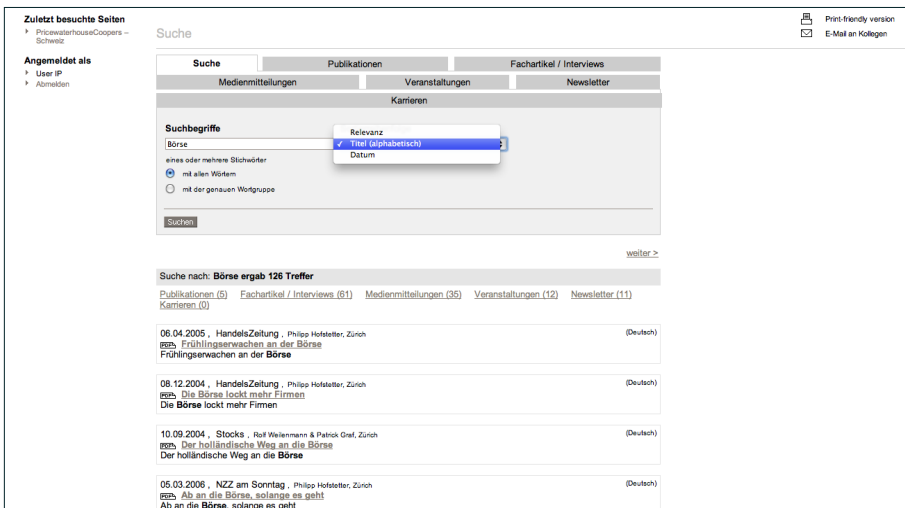 Zuletzt besuchte Seiten
PricewaterhouseCoopers –
Schweiz
Angemeldet als
User IP
Abmelden
Suche
Print-friendly version
E-Mail an Kollegen
Suche Publikationen Fachartikel / Interviews
Medienmitteilungen Veranstaltungen Newsletter
Karrieren
Suchbegriffe
Börse
Relevanz
✓ Titel (alphabetisch)
Datum
eines oder mehrere Stichwörter
mit allen Wörtern
mit der genauen Wortgruppe
Suchen
weiter >
Suche nach: Börse ergab 126 Treffer
Publikationen (5) Fachartikel / Interviews (61) Medienmitteilungen (35) Veranstaltungen (12) Newsletter (11)
Karrieren (0)
06.04.2005 , HandelsZeitung , Philipp Hofstetter, Zürich (Deutsch)
PDF Frühlingserwachen an der Börse
Frühlingserwachen an der Börse
08.12.2004 , HandelsZeitung , Philipp Hofstetter, Zürich (Deutsch)
PDF Die Börse lockt mehr Firmen
Die Börse lockt mehr Firmen
10.09.2004 , Stocks , Rolf Weilenmann & Patrick Graf, Zürich (Deutsch)
PDF Der holländische Weg an die Börse
Der holländische Weg an die Börse
05.03.2006 , NZZ am Sonntag , Philipp Hofstetter, Zürich (Deutsch)
PDF Ab an die Börse, solange es geht
Ab an die Börse, solange es geht